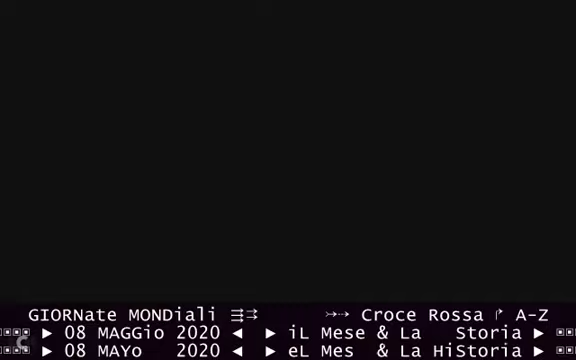 GIORNate MONDiali ⇶ ⤖⇢ Croce Rossa ↱ A-Z
▶ 08 MAGGio 2020 ◀ ▶ iL Mese & La Storia ▶
▶ 08 MAYo 2020 ◀ ▶ eL Mes & La HiStoria ▶